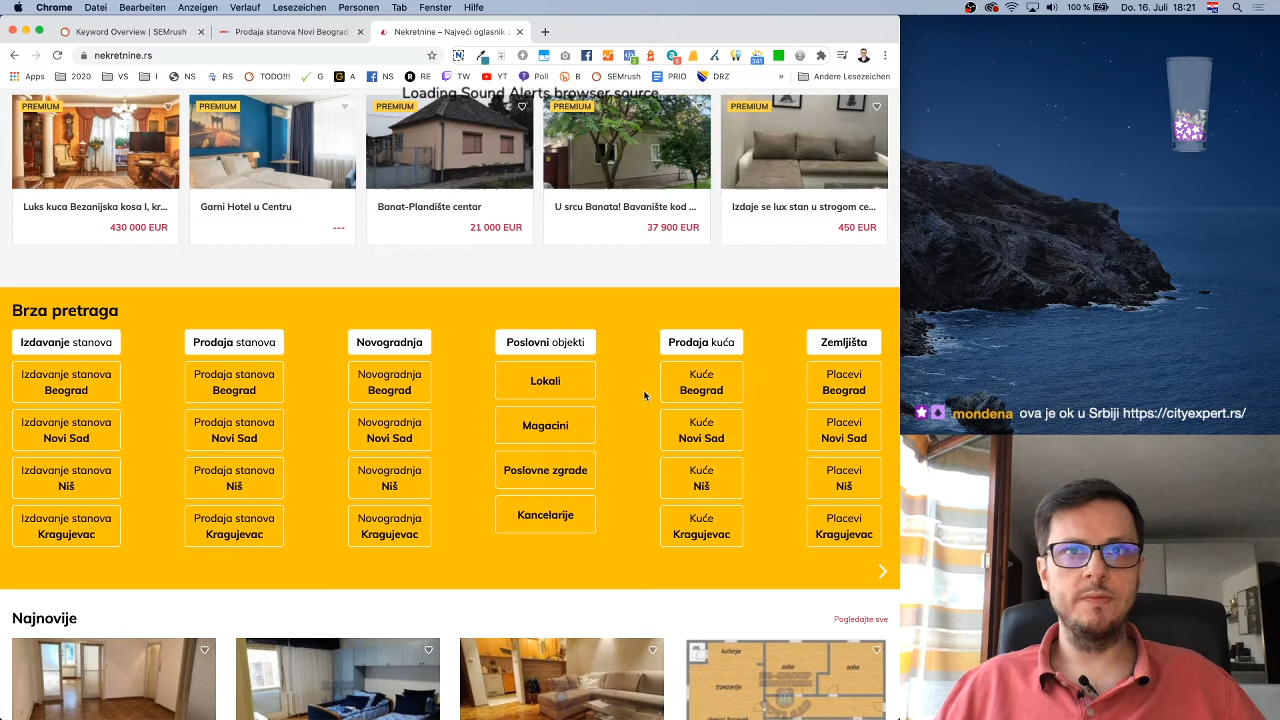 Chrome Datei Bearbeiten Anzeigen Verlauf Lesezeichen Personen Tab Fenster Hilfe
Do. 16. Juli 18:21
Keyword Overview | SEMrush
Prodaja stanova Novi Beograd
Nekretnine – Najveći oglasnik z
nekretnine.rs
Apps 2020 VS I NS RS TODO!!! G A NS RE TW YT Poll B SEMrush PRIO DRZ » Andere Lesezeichen
Loading Sound Alerts browser source
PREMIUM PREMIUM PREMIUM PREMIUM PREMIUM
Luks kuca Bezanijska kosa I, kr... Garni Hotel u Centru Banat-Plandište centar U srcu Banata! Bavanište kod ... Izdaje se lux stan u strogom ce...
430 000 EUR --- 21 000 EUR 37 900 EUR 450 EUR
Brza pretraga
Izdavanje stanova Prodaja stanova Novogradnja Poslovni objekti Prodaja kuća Zemljišta
Izdavanje stanova Prodaja stanova Novogradnja Lokali Kuće Placevi
Beograd Beograd Beograd Beograd Beograd
mondena ova je ok u Srbiji https://cityexpert.rs/
Izdavanje stanova Prodaja stanova Novogradnja Magacini Kuće Placevi
Novi Sad Novi Sad Novi Sad Novi Sad Novi Sad
Izdavanje stanova Prodaja stanova Novogradnja Poslovne zgrade Kuće Placevi
Niš Niš Niš Niš Niš
Izdavanje stanova Prodaja stanova Novogradnja Kancelarije Kuće Placevi
Kragujevac Kragujevac Kragujevac Kragujevac Kragujevac
Najnovije
Pogledajte sve
kuhinja
soba soba
trpezarija